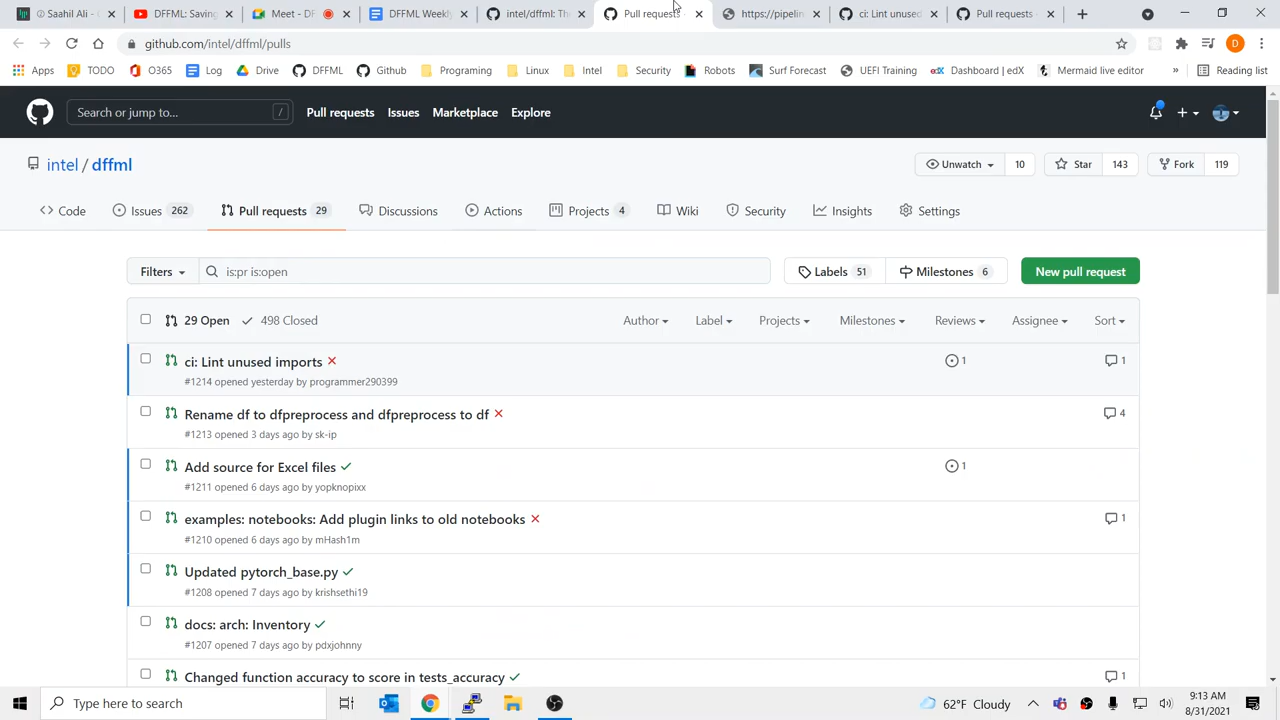 ② Saahil Ali - c
DFFML: Saving
Meet - DF
DFFML Weekl
intel/dffml: Th
Pull requests
https://pipelin
ci: Lint unused
Pull requests ·
github.com/intel/dffml/pulls
D
Apps
TODO
O365
Log
Drive
DFFML
Github
Programing
Linux
Intel
Security
Robots
Surf Forecast
UEFI Training
edX
Dashboard | edX
Mermaid live editor
»
Reading list
Search or jump to...
/
Pull requests
Issues
Marketplace
Explore
intel / dffml
Unwatch
10
Star
143
Fork
119
Code
Issues 262
Pull requests 29
Discussions
Actions
Projects 4
Wiki
Security
Insights
Settings
Filters
is:pr is:open
Labels 51
Milestones 6
New pull request
29 Open
498 Closed
Author
Label
Projects
Milestones
Reviews
Assignee
Sort
ci: Lint unused imports
1
1
#1214 opened yesterday by programmer290399
Rename df to dfpreprocess and dfpreprocess to df
4
#1213 opened 3 days ago by sk-ip
Add source for Excel files
1
#1211 opened 6 days ago by yopknopixx
examples: notebooks: Add plugin links to old notebooks
1
#1210 opened 6 days ago by mHash1m
Updated pytorch_base.py
#1208 opened 7 days ago by krishsethi19
docs: arch: Inventory
#1207 opened 7 days ago by pdxjohnny
Changed function accuracy to score in tests_accuracy
1
Type here to search
62°F Cloudy
9:13 AM
8/31/2021